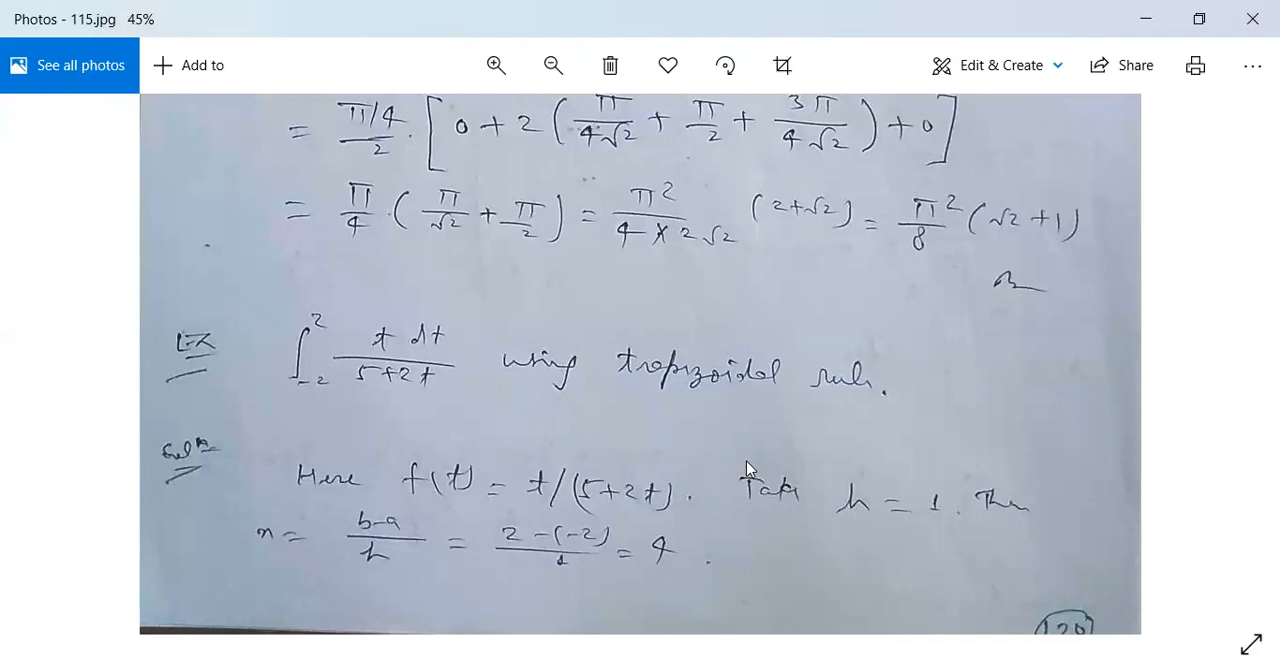 Photos - 115.jpg 45%
See all photos
Add to
Edit & Create
Share
= π/4/2 . [0 + 2 (π/4√2 + π/2 + 3π/4√2) + 0]
= π/4 . (π/√2 + π/2) = π²/4×2√2 (2+√2) = π²/8 (√2+1)
Ex ∫₋₂² t dt/5+2t using trapizoidal rule.
Solⁿ
Here f(t) = t/(5+2t). Take h = 1. Then
n = b-a/h = 2-(-2)/1 = 4.
120